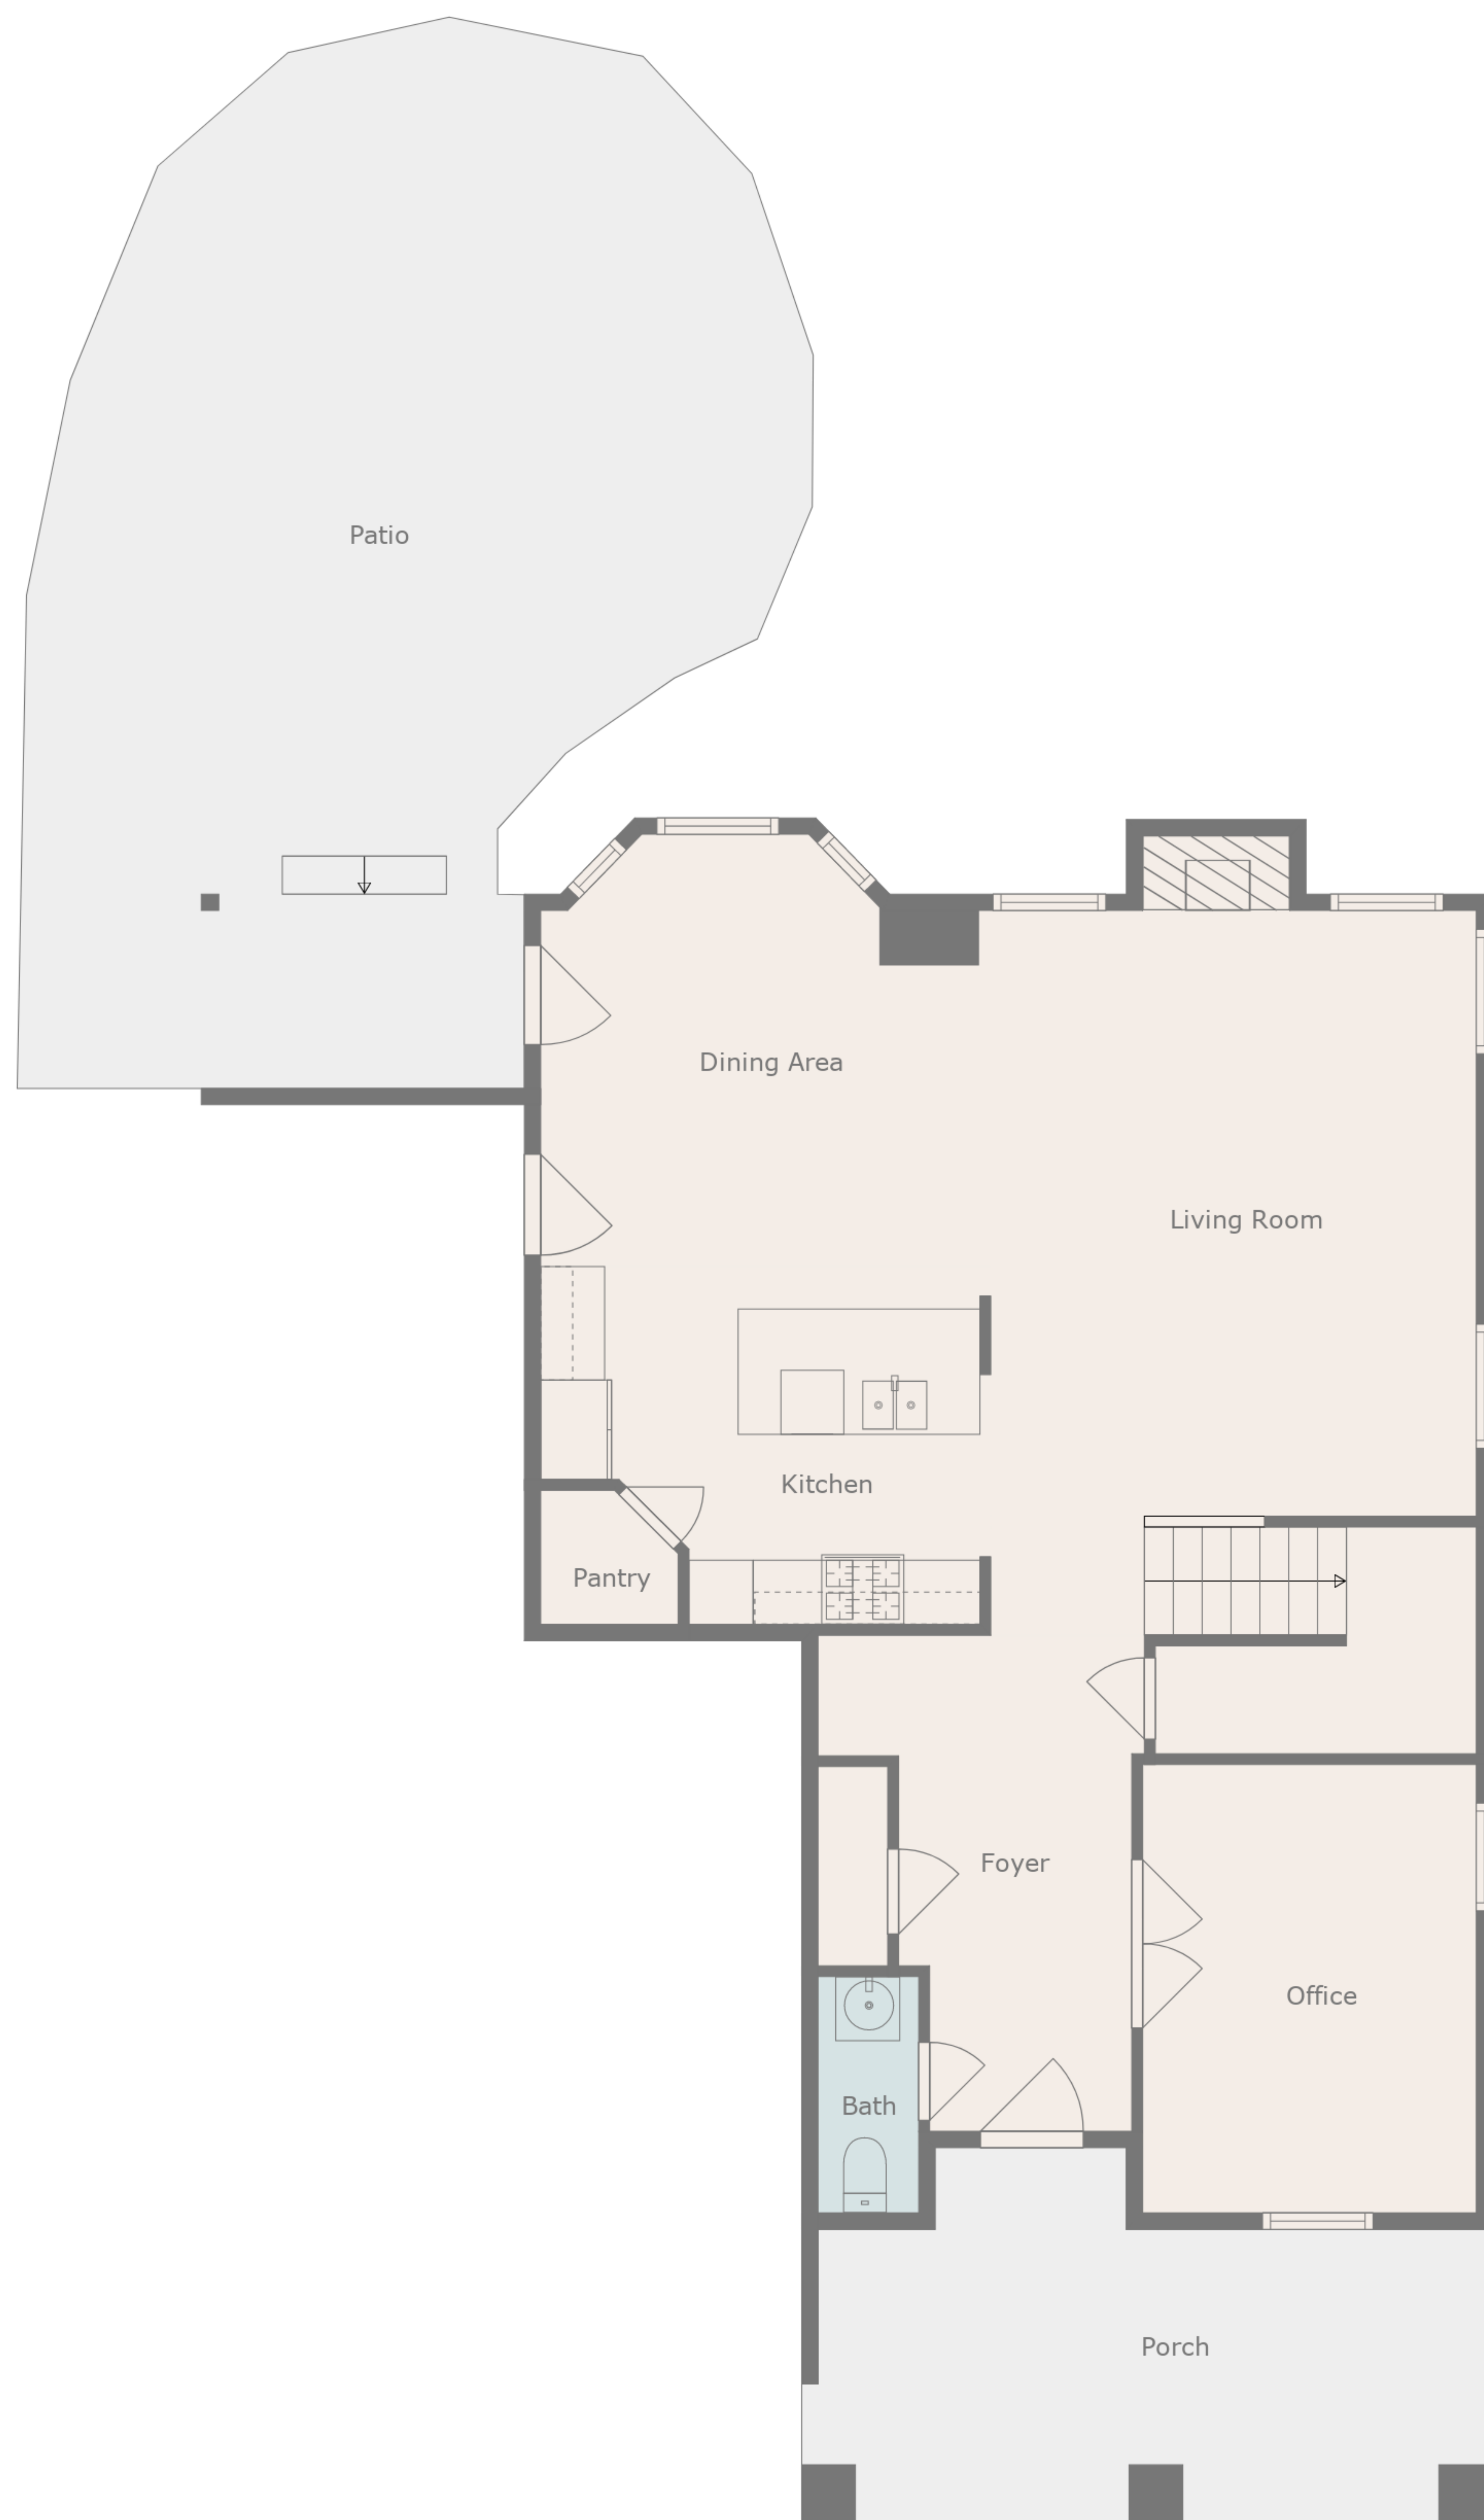 Patio
Dining Area
Living Room
Kitchen
Pantry
Foyer
Office
Bath
Porch